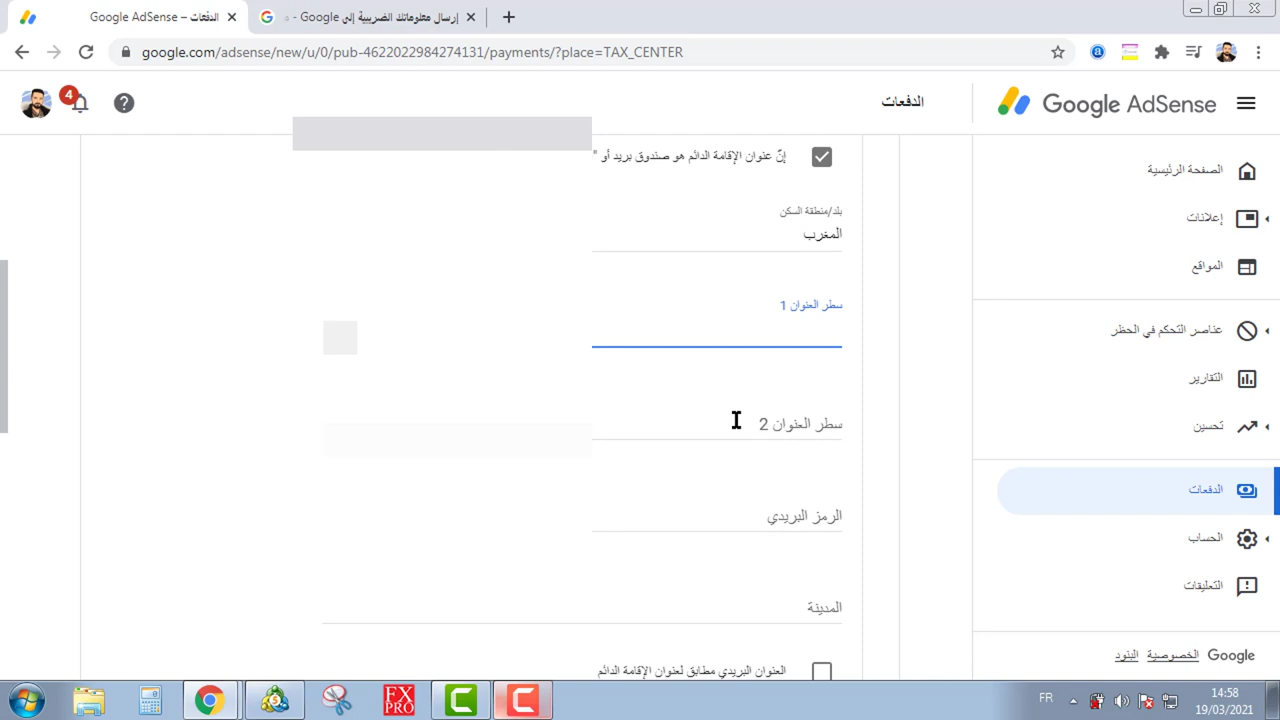 الدفعات – Google AdSense
إرسال معلوماتك الضريبية إلى Google - ه
google.com/adsense/new/u/0/pub-4622022984274131/payments/?place=TAX_CENTER
4
الدفعات
Google AdSense
إنّ عنوان الإقامة الدائم هو صندوق بريد أو "
بلد/منطقة السكن
المغرب
سطر العنوان 1
سطر العنوان 2
الرمز البريدي
المدينة
العنوان البريدي مطابق لعنوان الإقامة الدائم
الصفحة الرئيسية
إعلانات
المواقع
عناصر التحكم في الحظر
التقارير
تحسين
الدفعات
الحساب
التعليقات
Google الخصوصية البنود
FX PRO
FR
14:58
19/03/2021